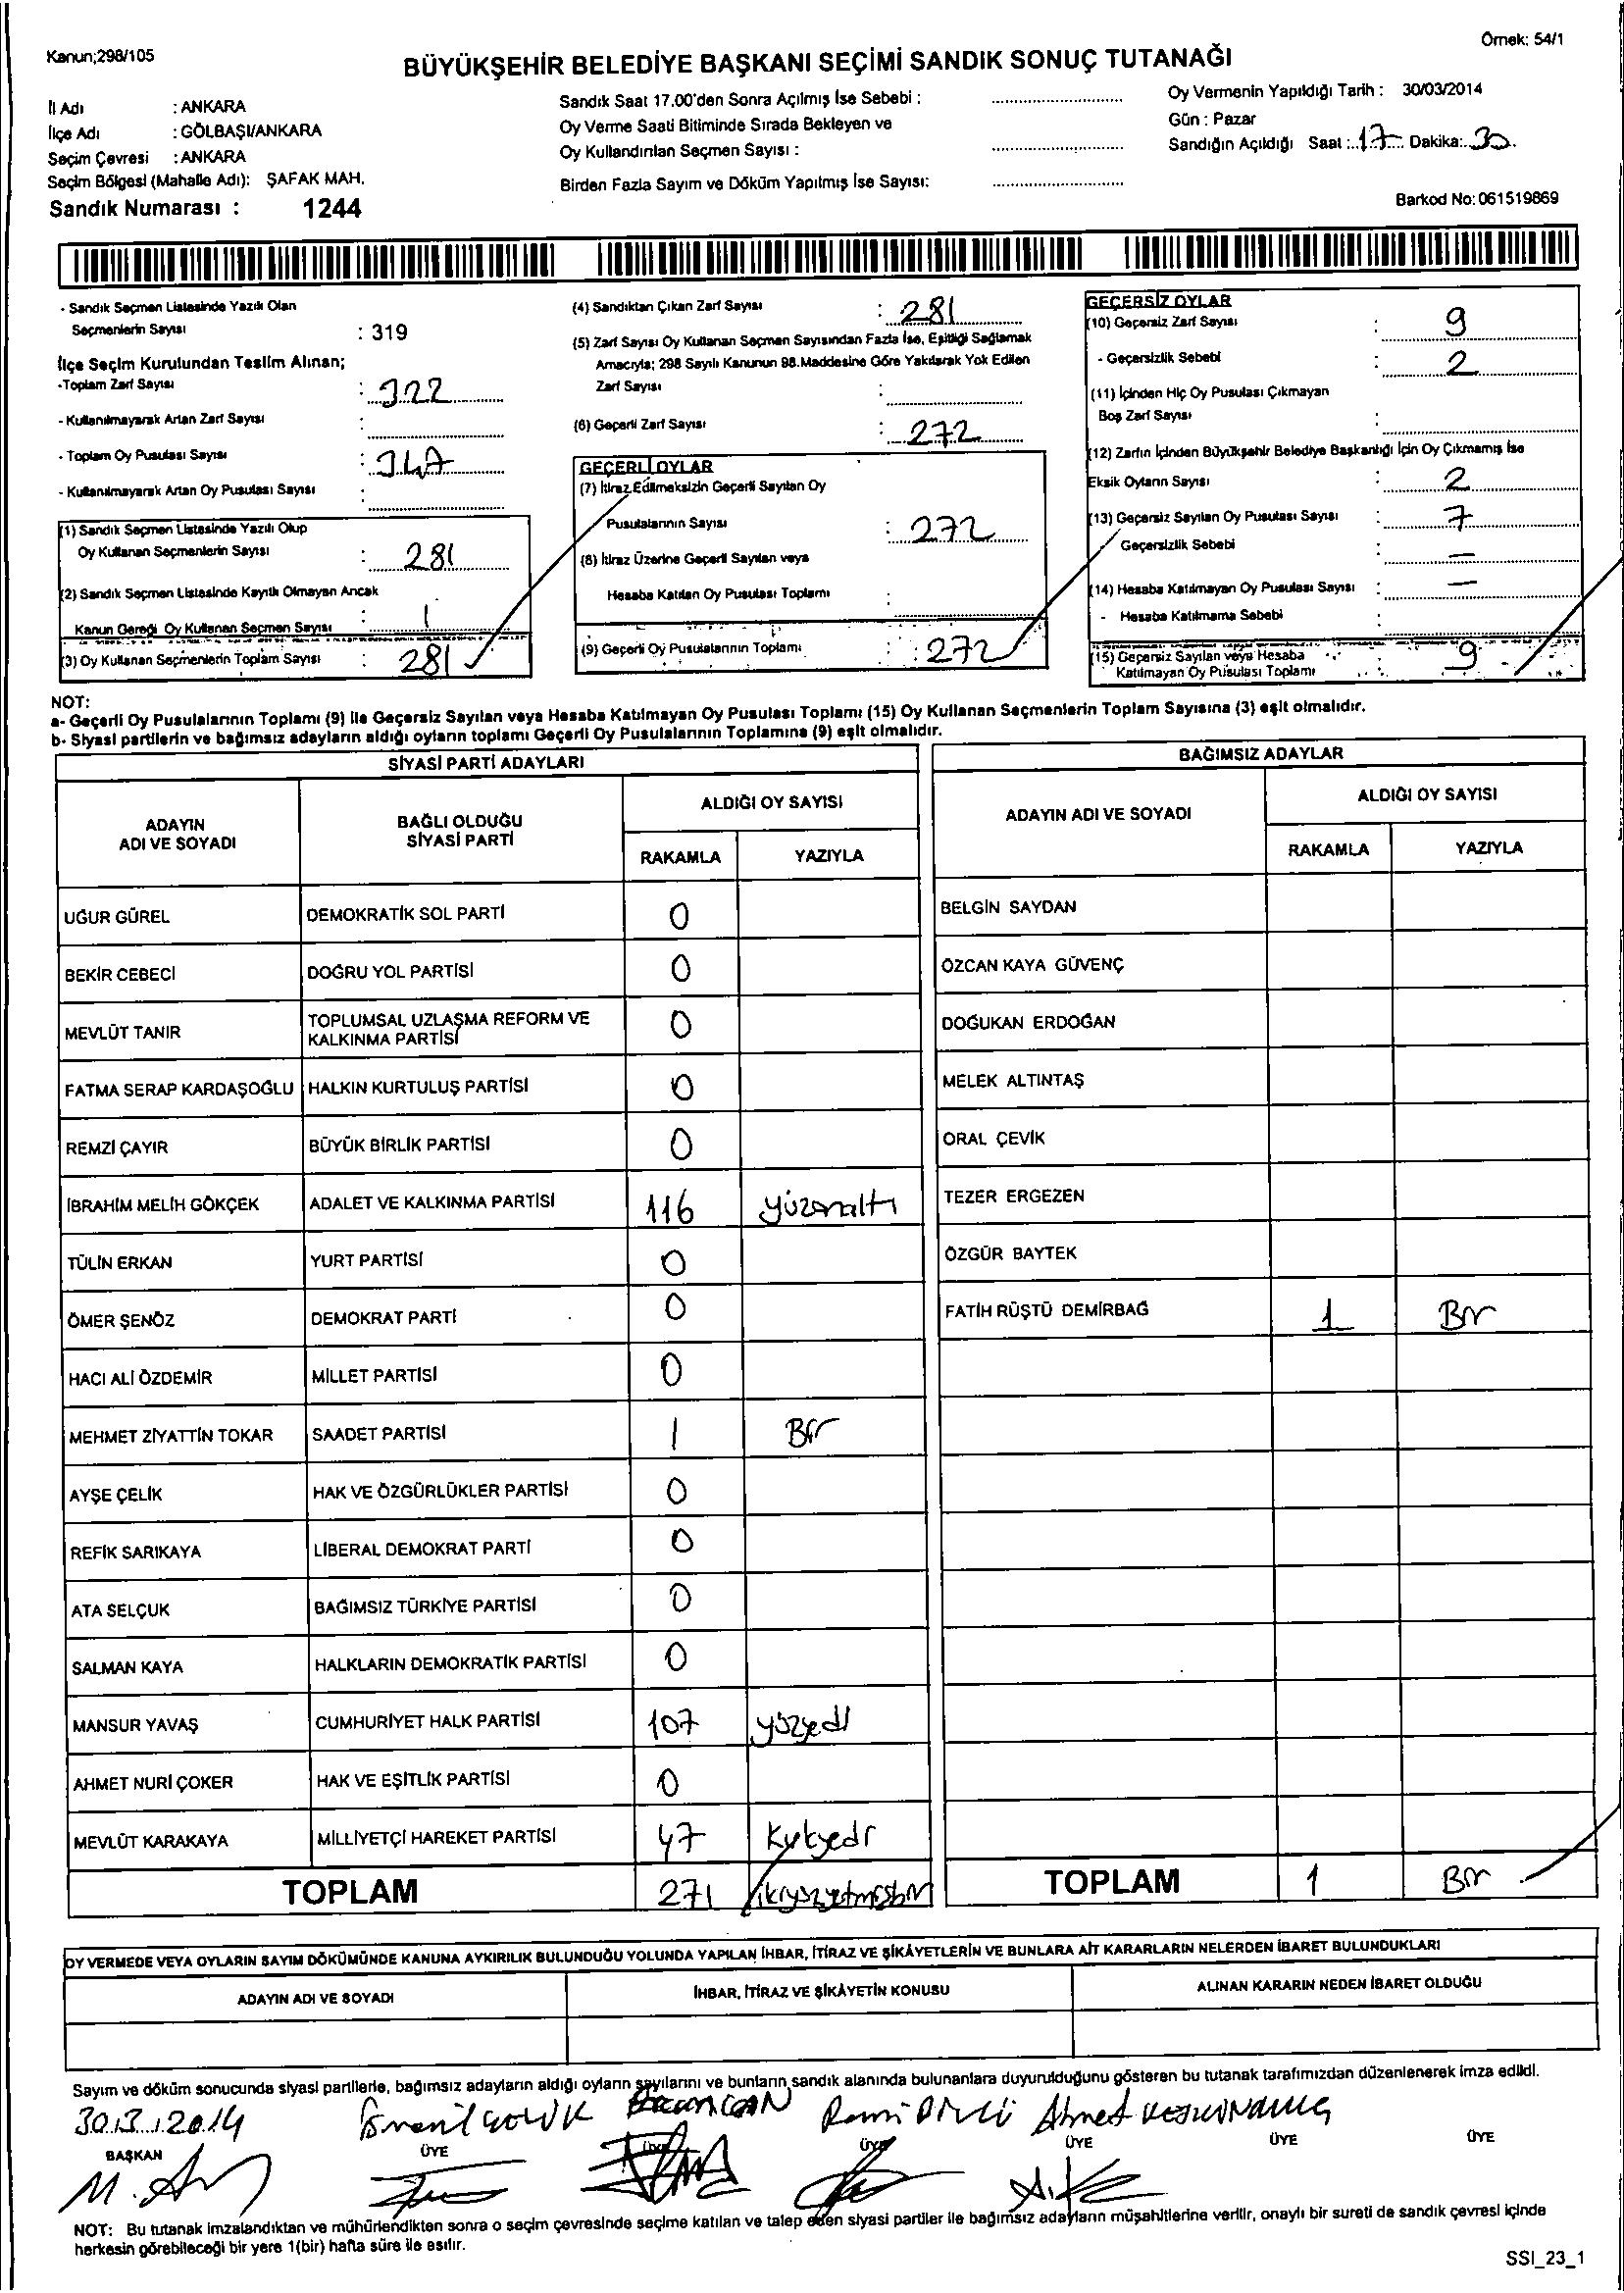 Kanun;298/105
Örnek: 54/1
BÜYÜKŞEHİR BELEDİYE BAŞKANI SEÇİMİ SANDIK SONUÇ TUTANAĞI
İl Adı : ANKARA
İlçe Adı : GÖLBAŞI/ANKARA
Seçim Çevresi : ANKARA
Seçim Bölgesi (Mahalle Adı): ŞAFAK MAH.
Sandık Numarası : 1244
Sandık Saat 17.00'den Sonra Açılmış İse Sebebi :
Oy Verme Saati Bitiminde Sırada Bekleyen ve
Oy Kullandırılan Seçmen Sayısı :
Birden Fazla Sayım ve Döküm Yapılmış İse Sayısı:
Oy Vermenin Yapıldığı Tarih : 30/03/2014
Gün : Pazar
Sandığın Açıldığı Saat : 17 Dakika: 30
Barkod No: 061519869
- Sandık Seçmen Listesinde Yazılı Olan
Seçmenlerin Sayısı : 319
İlçe Seçim Kurulundan Teslim Alınan;
-Toplam Zarf Sayısı : 322
- Kullanılmayarak Artan Zarf Sayısı :
- Toplam Oy Pusulası Sayısı :
- Kullanılmayarak Artan Oy Pusulası Sayısı :
(1) Sandık Seçmen Listesinde Yazılı Olup
Oy Kullanan Seçmenlerin Sayısı : 281
(2) Sandık Seçmen Listesinde Kayıtlı Olmayan Ancak
Kanun Gereği Oy Kullanan Seçmen Sayısı : 1
(3) Oy Kullanan Seçmenlerin Toplam Sayısı : 281
(4) Sandıktan Çıkan Zarf Sayısı : 281
(5) Zarf Sayısı Oy Kullanan Seçmen Sayısından Fazla İse, Eşitliği Sağlamak
Amacıyla; 298 Sayılı Kanunun 98.Maddesine Göre Yakılarak Yok Edilen
Zarf Sayısı :
(6) Geçerli Zarf Sayısı : 272
GEÇERLİ OYLAR
(7) İtiraz Edilmeksizin Geçerli Sayılan Oy
Pusulalarının Sayısı : 272
(8) İtiraz Üzerine Geçerli Sayılan veya
Hesaba Katılan Oy Pusulası Toplamı :
(9) Geçerli Oy Pusulalarının Toplamı : 272
GEÇERSİZ OYLAR
(10) Geçersiz Zarf Sayısı : 9
- Geçersizlik Sebebi : 2
(11) İçinden Hiç Oy Pusulası Çıkmayan
Boş Zarf Sayısı :
(12) Zarfın İçinden Büyükşehir Belediye Başkanlığı İçin Oy Çıkmamış İse
Eksik Oyların Sayısı : 2
(13) Geçersiz Sayılan Oy Pusulası Sayısı : 7
Geçersizlik Sebebi : —
(14) Hesaba Katılmayan Oy Pusulası Sayısı : —
- Hesaba Katılmama Sebebi :
(15) Geçersiz Sayılan veya Hesaba
Katılmayan Oy Pusulası Toplamı : 9
NOT:
a- Geçerli Oy Pusulalarının Toplamı (9) ile Geçersiz Sayılan veya Hesaba Katılmayan Oy Pusulası Toplamı (15) Oy Kullanan Seçmenlerin Toplam Sayısına (3) eşit olmalıdır.
b- Siyasi partilerin ve bağımsız adayların aldığı oyların toplamı Geçerli Oy Pusulalarının Toplamına (9) eşit olmalıdır.
SİYASİ PARTİ ADAYLARI
ADAYIN ADI VE SOYADI BAĞLI OLDUĞU SİYASİ PARTİ ALDIĞI OY SAYISI
RAKAMLA YAZIYLA
UĞUR GÜREL DEMOKRATİK SOL PARTİ 0
BEKİR CEBECİ DOĞRU YOL PARTİSİ 0
MEVLÜT TANIR TOPLUMSAL UZLAŞMA REFORM VE KALKINMA PARTİSİ 0
FATMA SERAP KARDAŞOĞLU HALKIN KURTULUŞ PARTİSİ 0
REMZİ ÇAYIR BÜYÜK BİRLİK PARTİSİ 0
İBRAHİM MELİH GÖKÇEK ADALET VE KALKINMA PARTİSİ 116 yüzonaltı
TÜLİN ERKAN YURT PARTİSİ 0
ÖMER ŞENÖZ DEMOKRAT PARTİ 0
HACI ALİ ÖZDEMİR MİLLET PARTİSİ 0
MEHMET ZİYATTİN TOKAR SAADET PARTİSİ 1 Bir
AYŞE ÇELİK HAK VE ÖZGÜRLÜKLER PARTİSİ 0
REFİK SARIKAYA LİBERAL DEMOKRAT PARTİ 0
ATA SELÇUK BAĞIMSIZ TÜRKİYE PARTİSİ 0
SALMAN KAYA HALKLARIN DEMOKRATİK PARTİSİ 0
MANSUR YAVAŞ CUMHURİYET HALK PARTİSİ 107 yüzyedi
AHMET NURİ ÇOKER HAK VE EŞİTLİK PARTİSİ 0
MEVLÜT KARAKAYA MİLLİYETÇİ HAREKET PARTİSİ 47 Kırkyedi
TOPLAM 271 ikiyüzyetmişbir
BAĞIMSIZ ADAYLAR
ADAYIN ADI VE SOYADI ALDIĞI OY SAYISI
RAKAMLA YAZIYLA
BELGİN SAYDAN
ÖZCAN KAYA GÜVENÇ
DOĞUKAN ERDOĞAN
MELEK ALTINTAŞ
ORAL ÇEVİK
TEZER ERGEZEN
ÖZGÜR BAYTEK
FATİH RÜŞTÜ DEMİRBAĞ 1 Bir
TOPLAM 1 Bir
OY VERMEDE VEYA OYLARIN SAYIM DÖKÜMÜNDE KANUNA AYKIRILIK BULUNDUĞU YOLUNDA YAPILAN İHBAR, İTİRAZ VE ŞİKÂYETLERİN VE BUNLARA AİT KARARLARIN NELERDEN İBARET BULUNDUKLARI
ADAYIN ADI VE SOYADI İHBAR, İTİRAZ VE ŞİKÂYETİN KONUSU ALINAN KARARIN NEDEN İBARET OLDUĞU
Sayım ve döküm sonucunda siyasi partilerle, bağımsız adayların aldığı oyların sayılarını ve bunların sandık alanında bulunanlara duyurulduğunu gösteren bu tutanak tarafımızdan düzenlenerek imza edildi.
30.3.2014 Ahmet
BAŞKAN ÜYE ÜYE ÜYE ÜYE ÜYE ÜYE
NOT: Bu tutanak imzalandıktan ve mühürlendikten sonra o seçim çevresinde seçime katılan ve talep eden siyasi partiler ile bağımsız adayların müşahitlerine verilir, onaylı bir sureti de sandık çevresi içinde
herkesin görebileceği bir yere 1(bir) hafta süre ile asılır.
SSI_23_1